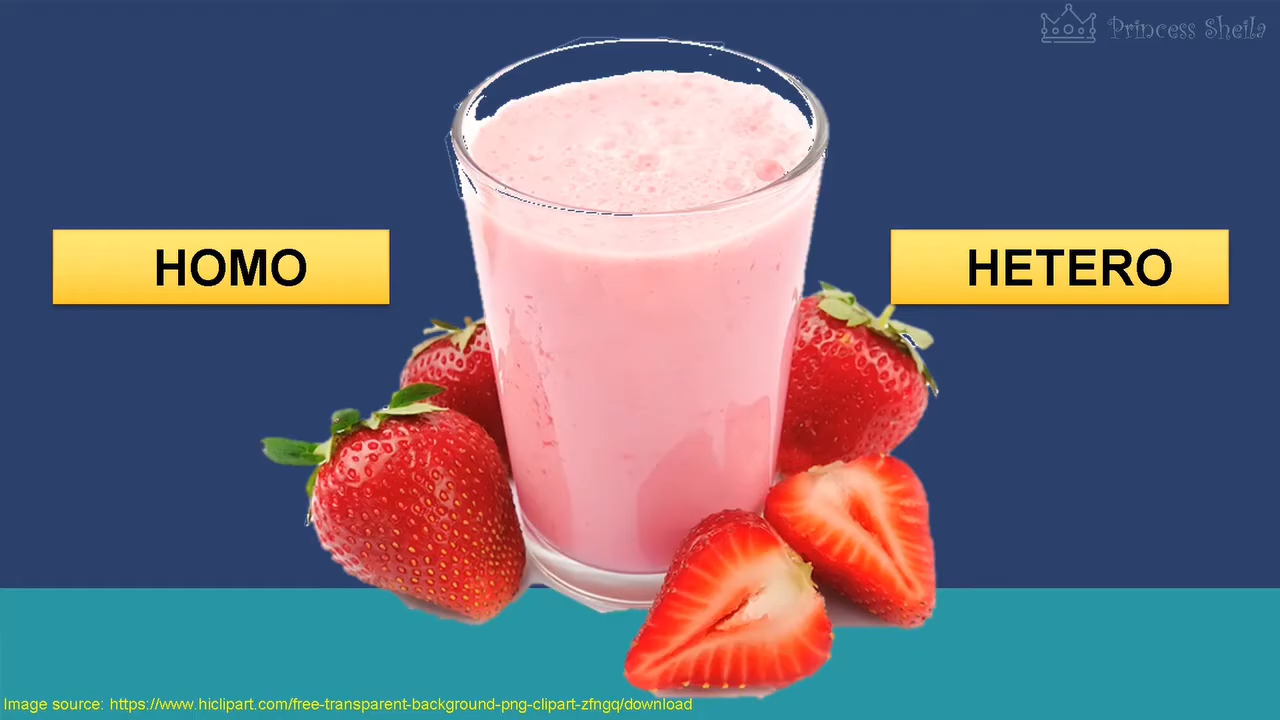 Princess Sheila
HOMO
HETERO
Image source: https://www.hiclipart.com/free-transparent-background-png-clipart-zfngq/download